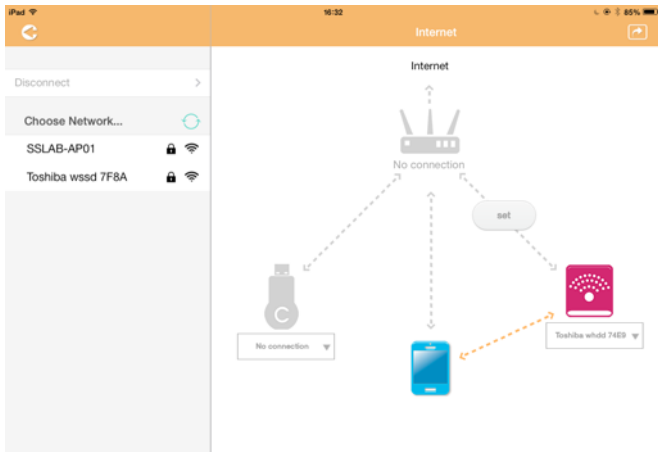 iPad
16:32
85%
Internet
Disconnect
Choose Network...
SSLAB-AP01
Toshiba wssd 7F8A
Internet
No connection
set
C
No connection
Toshiba whdd 74E9